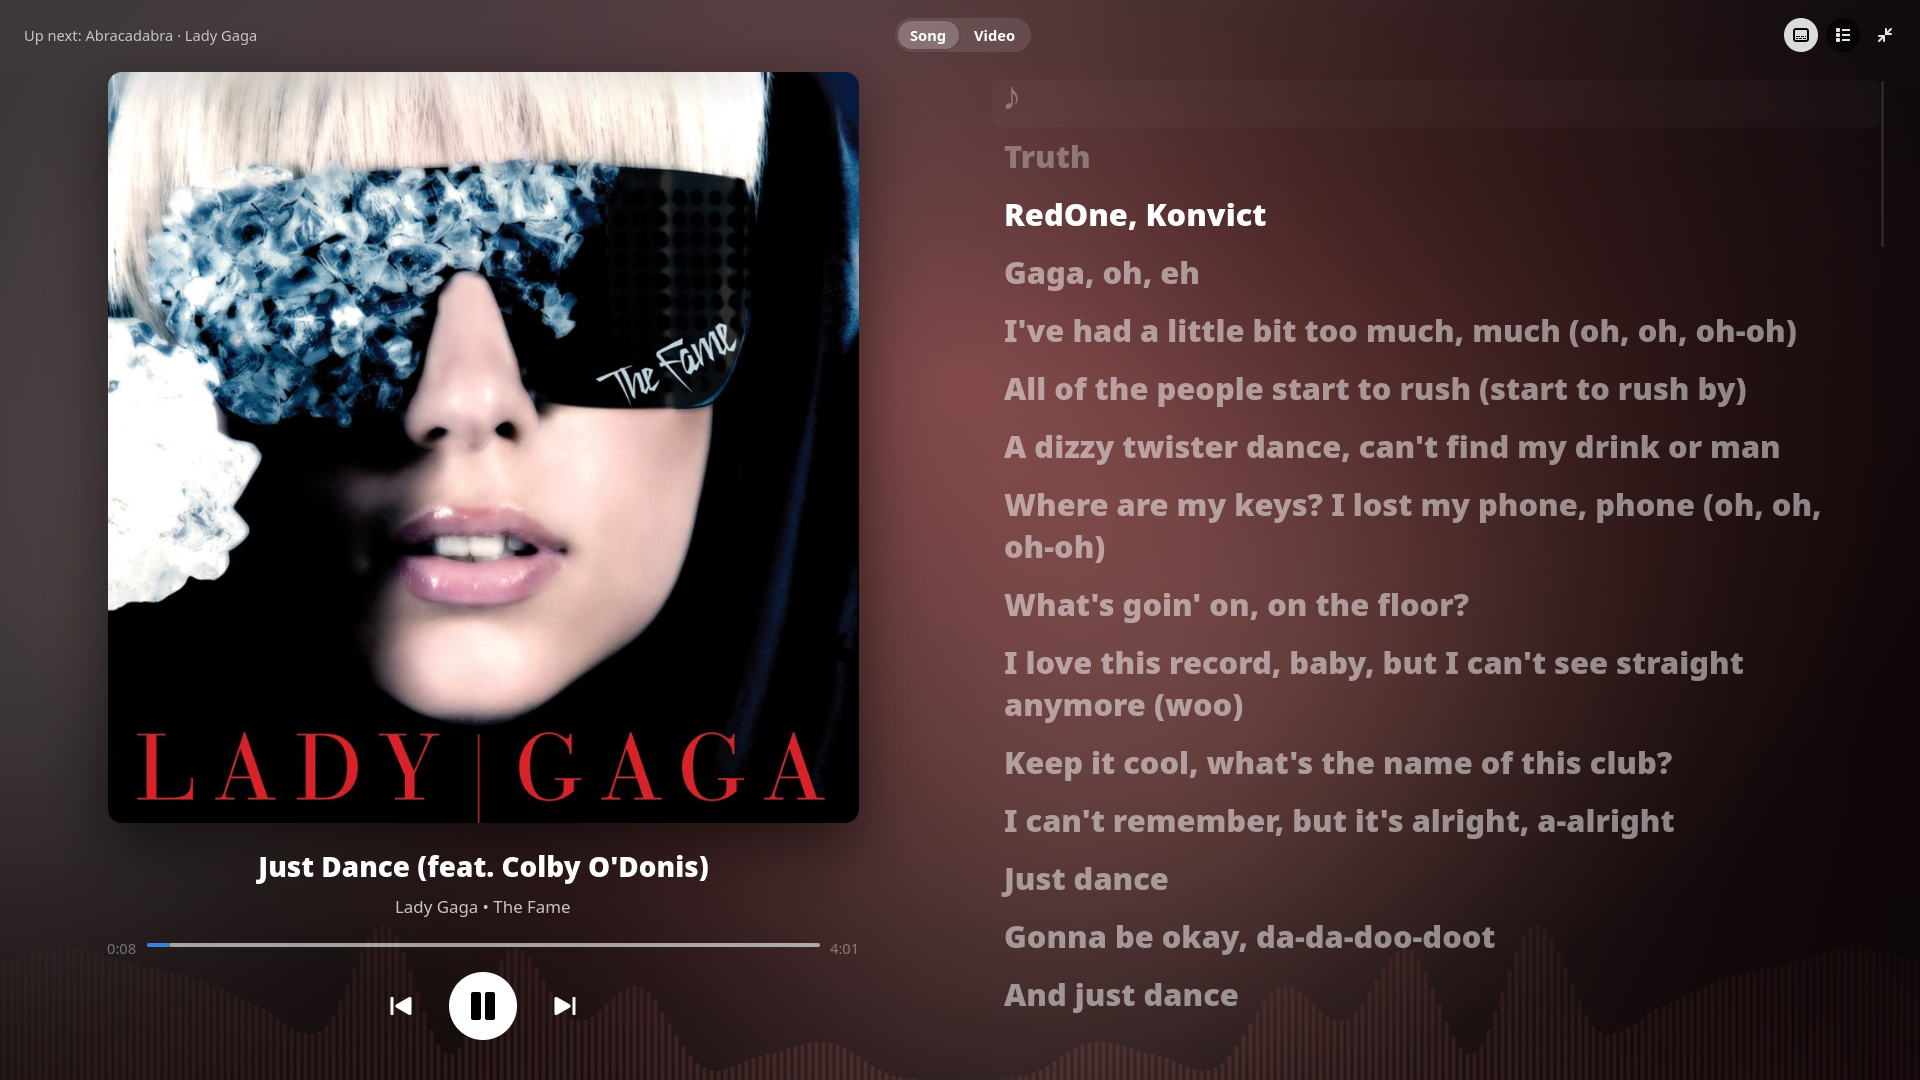 Up next: Abracadabra · Lady Gaga
Song
Video
The Fame
LADY | GAGA
Just Dance (feat. Colby O'Donis)
Lady Gaga • The Fame
0:08
4:01
♪
Truth
RedOne, Konvict
Gaga, oh, eh
I've had a little bit too much, much (oh, oh, oh-oh)
All of the people start to rush (start to rush by)
A dizzy twister dance, can't find my drink or man
Where are my keys? I lost my phone, phone (oh, oh,
oh-oh)
What's goin' on, on the floor?
I love this record, baby, but I can't see straight
anymore (woo)
Keep it cool, what's the name of this club?
I can't remember, but it's alright, a-alright
Just dance
Gonna be okay, da-da-doo-doot
And just dance